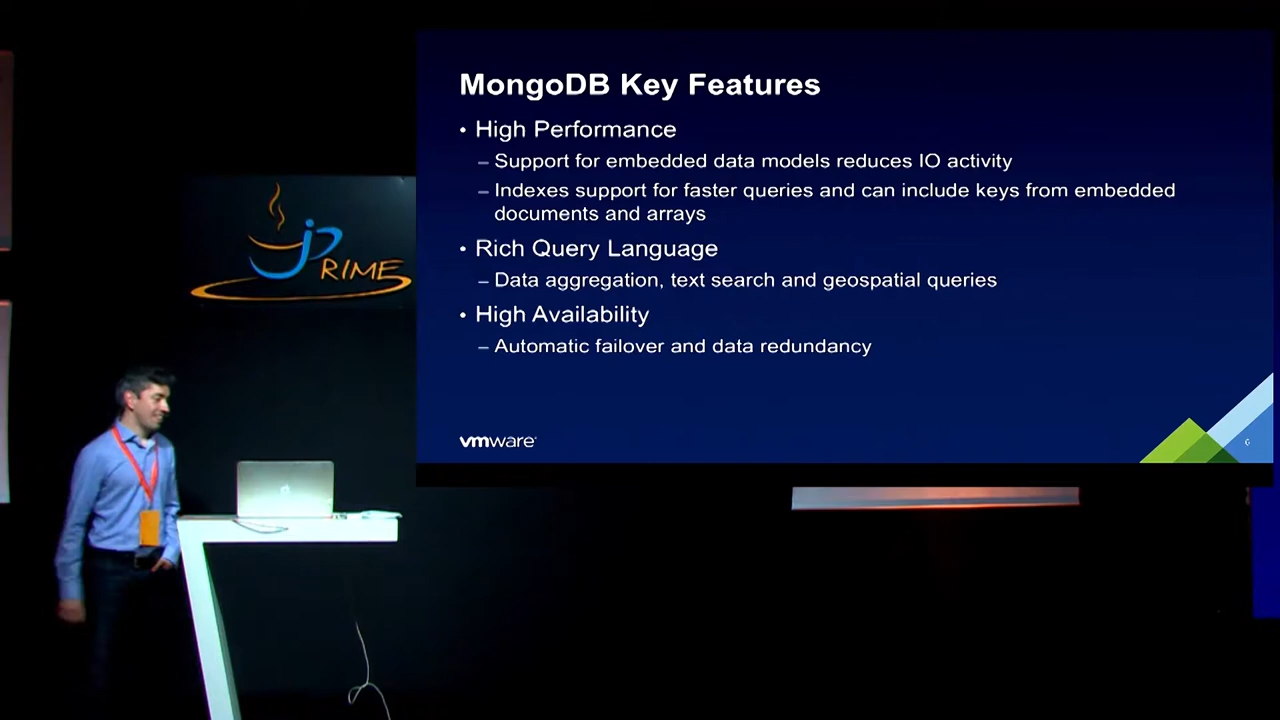 MongoDB Key Features
• High Performance
– Support for embedded data models reduces IO activity
– Indexes support for faster queries and can include keys from embedded
documents and arrays
• Rich Query Language
– Data aggregation, text search and geospatial queries
• High Availability
– Automatic failover and data redundancy
vmware
6
jPRIME